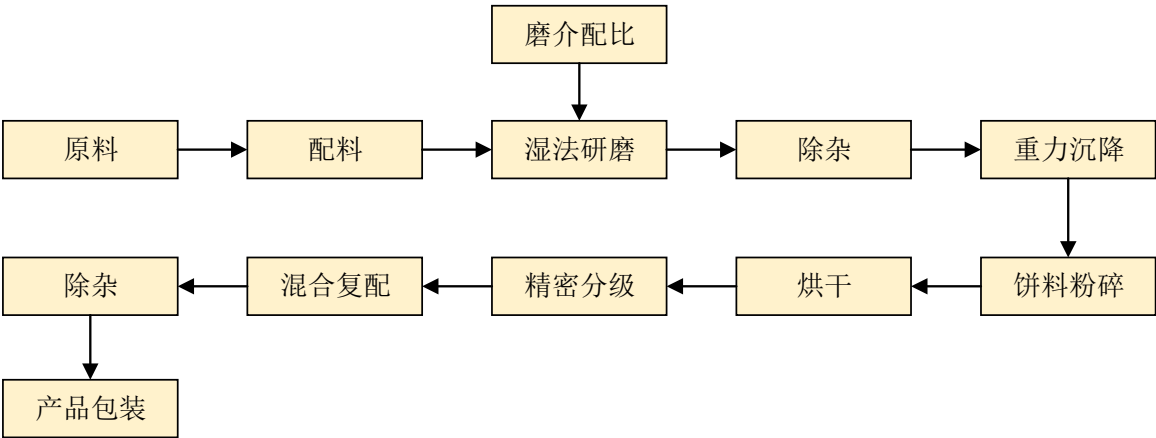 磨介配比
原料
配料
湿法研磨
除杂
重力沉降
饼料粉碎
烘干
精密分级
混合复配
除杂
产品包装